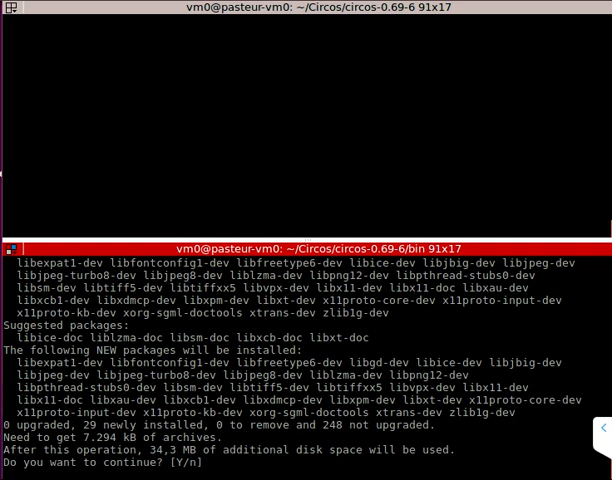 vm0@pasteur-vm0: ~/Circos/circos-0.69-6 91x17
vm0@pasteur-vm0: ~/Circos/circos-0.69-6/bin 91x17
libexpat1-dev libfontconfig1-dev libfreetype6-dev libice-dev libjbig-dev libjpeg-dev
libjpeg-turbo8-dev libjpeg8-dev liblzma-dev libpng12-dev libpthread-stubs0-dev
libsm-dev libtiff5-dev libtiffxx5 libvpx-dev libx11-dev libx11-doc libxau-dev
libxcb1-dev libxdmcp-dev libxpm-dev libxt-dev x11proto-core-dev x11proto-input-dev
x11proto-kb-dev xorg-sgml-doctools xtrans-dev zlib1g-dev
Suggested packages:
libice-doc liblzma-doc libsm-doc libxcb-doc libxt-doc
The following NEW packages will be installed:
libexpat1-dev libfontconfig1-dev libfreetype6-dev libgd-dev libice-dev libjbig-dev
libjpeg-dev libjpeg-turbo8-dev libjpeg8-dev liblzma-dev libpng12-dev
libpthread-stubs0-dev libsm-dev libtiff5-dev libtiffxx5 libvpx-dev libx11-dev
libx11-doc libxau-dev libxcb1-dev libxdmcp-dev libxpm-dev libxt-dev x11proto-core-dev
x11proto-input-dev x11proto-kb-dev xorg-sgml-doctools xtrans-dev zlib1g-dev
0 upgraded, 29 newly installed, 0 to remove and 248 not upgraded.
Need to get 7.294 kB of archives.
After this operation, 34,3 MB of additional disk space will be used.
Do you want to continue? [Y/n]